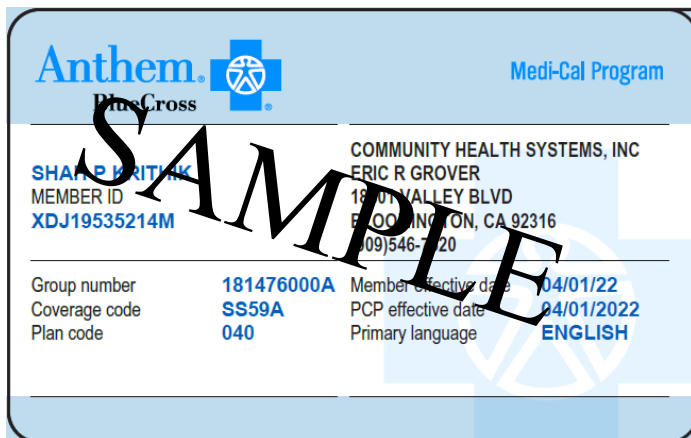 Anthem.
BlueCross
Medi-Cal Program
SHAH P KRITHIK
MEMBER ID
XDJ19535214M
COMMUNITY HEALTH SYSTEMS, INC
ERIC R GROVER
VALLEY BLVD
CA 92316
Group number 181476000A
Coverage code SS59A
Plan code 040
Member effective date 04/01/22
PCP effective date 04/01/2022
Primary language ENGLISH
SAMPLE